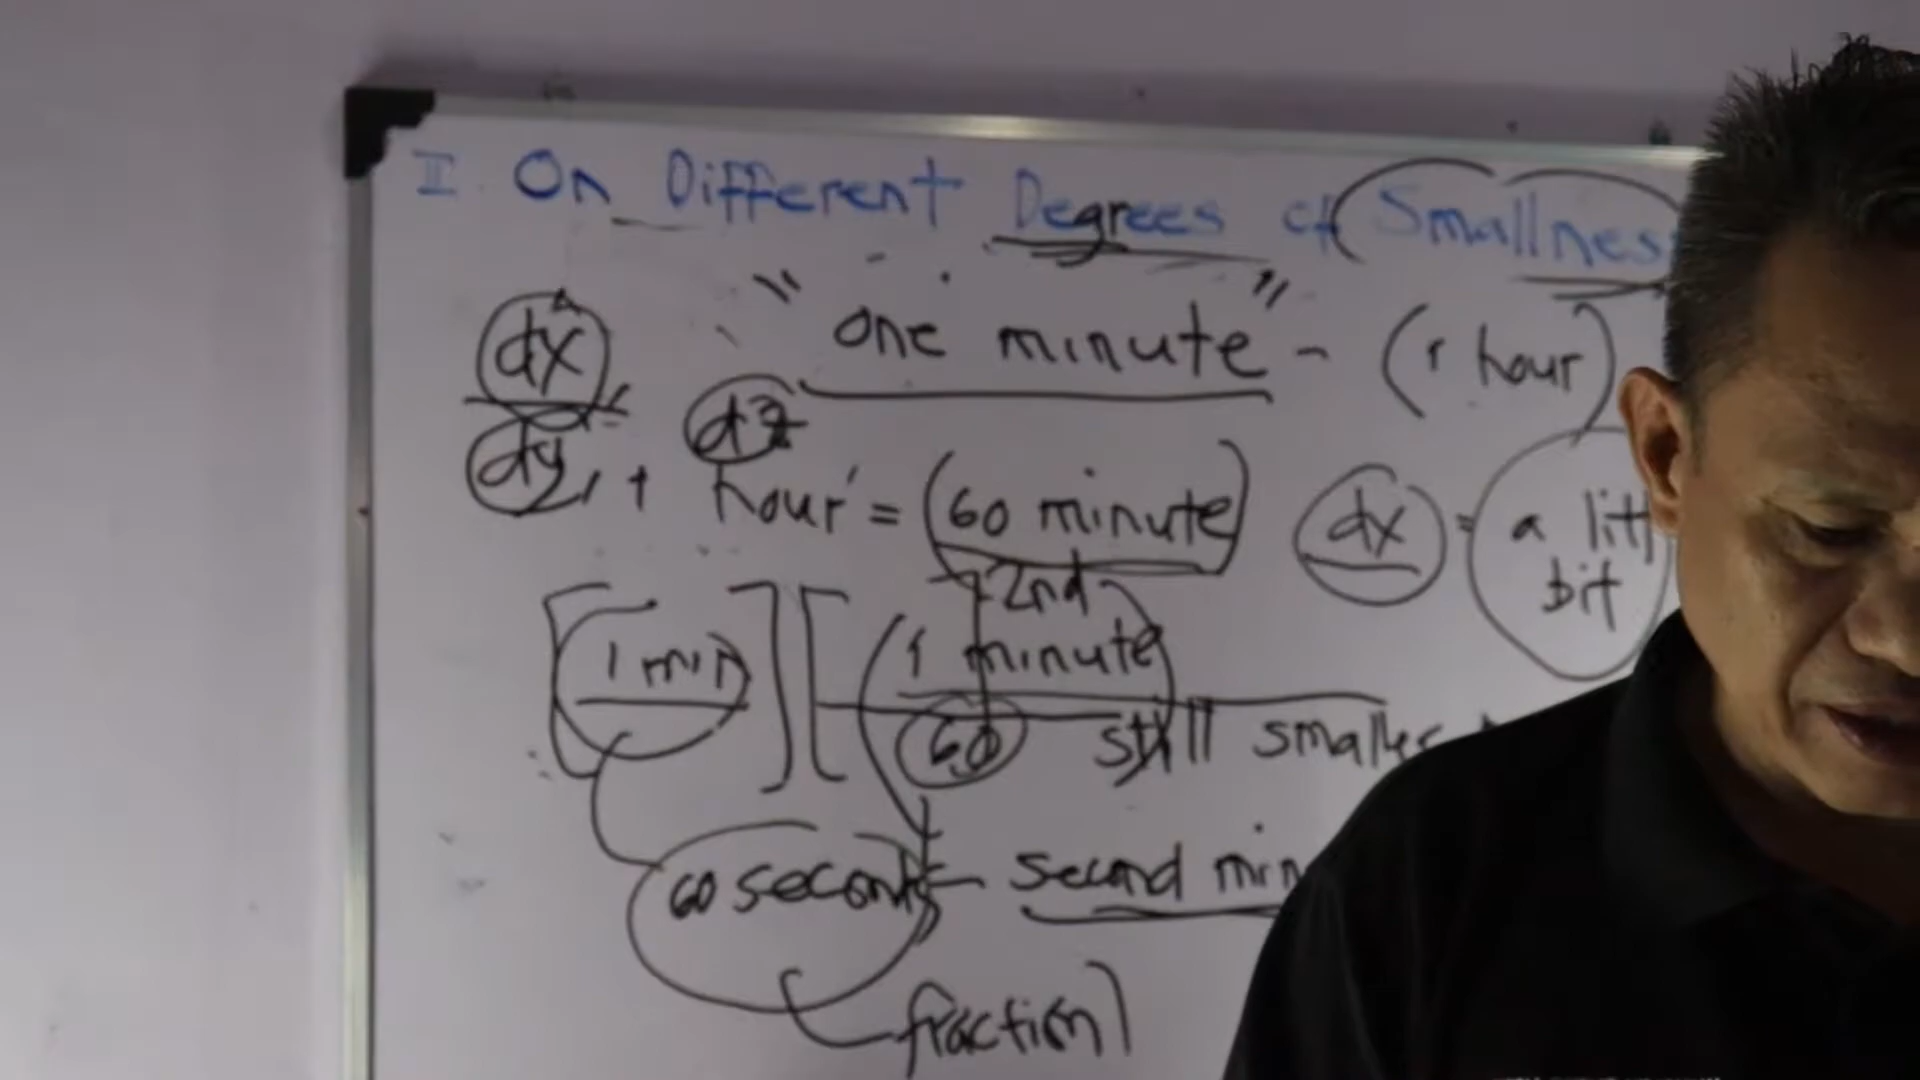 II. On Different Degrees of Smallness
"one minute" - (1 hour)
dx
dy, + dz
hour = (60 minute) dx = a litt
bit
[1 min] [ 2nd
1 minute
60 still smaller
60 seconds second min
fraction